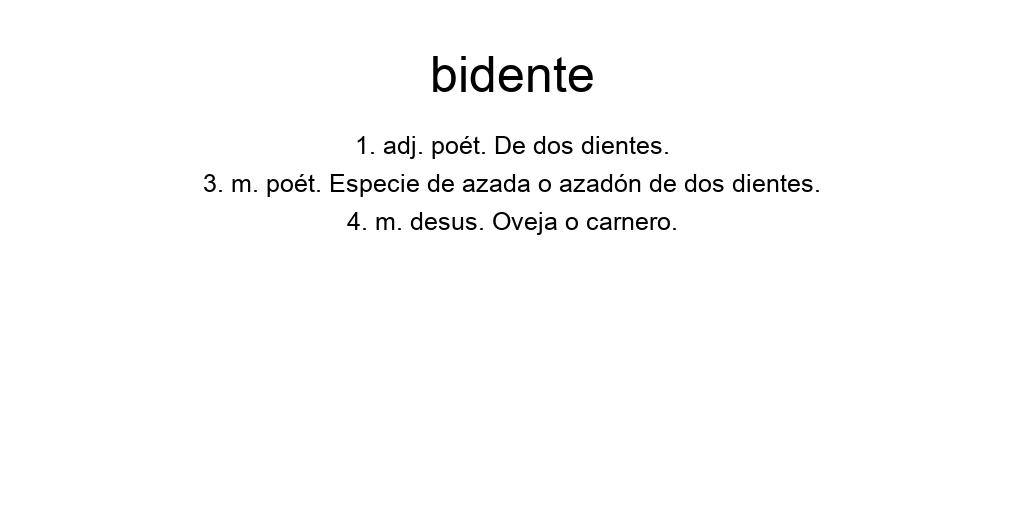 bidente
1. adj. poét. De dos dientes.
3. m. poét. Especie de azada o azadón de dos dientes.
4. m. desus. Oveja o carnero.